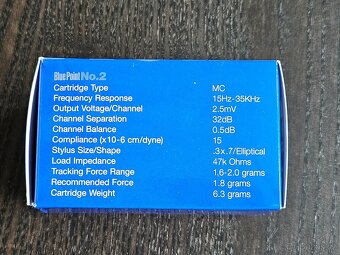 Blue Point No.2
Cartridge Type MC
Frequency Response 15Hz-35KHz
Output Voltage/Channel 2.5mV
Channel Separation 32dB
Channel Balance 0.5dB
Compliance (x10-6 cm/dyne) 15
Stylus Size/Shape .3x.7/Elliptical
Load Impedance 47k Ohms
Tracking Force Range 1.6-2.0 grams
Recommended Force 1.8 grams
Cartridge Weight 6.3 grams